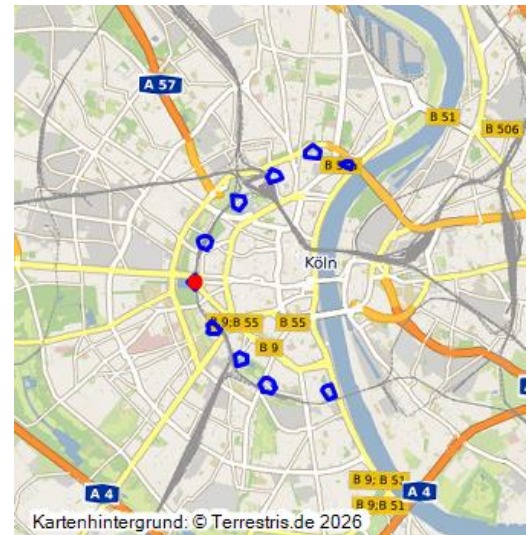 A 57
B 51
B 506
Köln
B 9;B 55
B 55
B 9
B 9; B 51
A 4
A 4
B 9;B 51
Kartenhintergrund: © Terrestris.de 2026